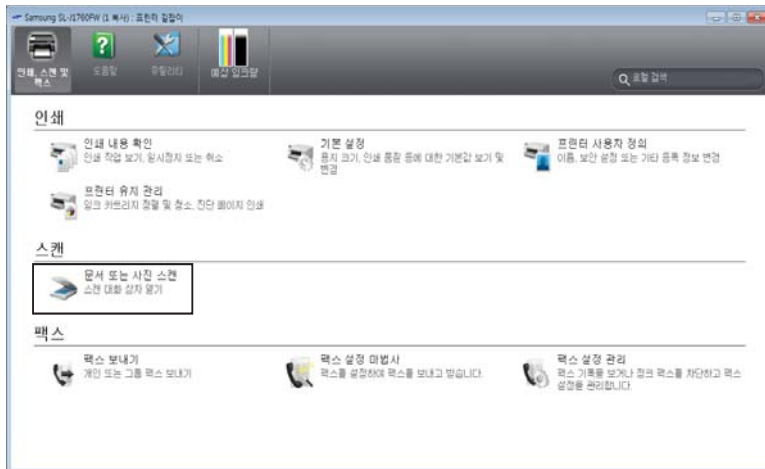 Samsung SL-J1760FW (1 복사) : 프린터 길잡이
인쇄, 스캔 및
팩스
도움말
유틸리티
예상 잉크량
로컬 검색
인쇄
인쇄 내용 확인
인쇄 작업 보기, 일시정지 또는 취소
기본 설정
용지 크기, 인쇄 품질 등에 대한 기본값 보기 및
변경
프린터 사용자 정의
이름, 보안 설정 또는 기타 등록 정보 변경
프린터 유지 관리
잉크 카트리지 정렬 및 청소, 진단 페이지 인쇄
스캔
문서 또는 사진 스캔
스캔 대화 상자 열기
팩스
팩스 보내기
개인 또는 그룹 팩스 보내기
팩스 설정 마법사
팩스를 설정하여 팩스를 보내고 받습니다.
팩스 설정 관리
팩스 기록을 보거나 정크 팩스를 차단하고 팩스
설정을 관리합니다.